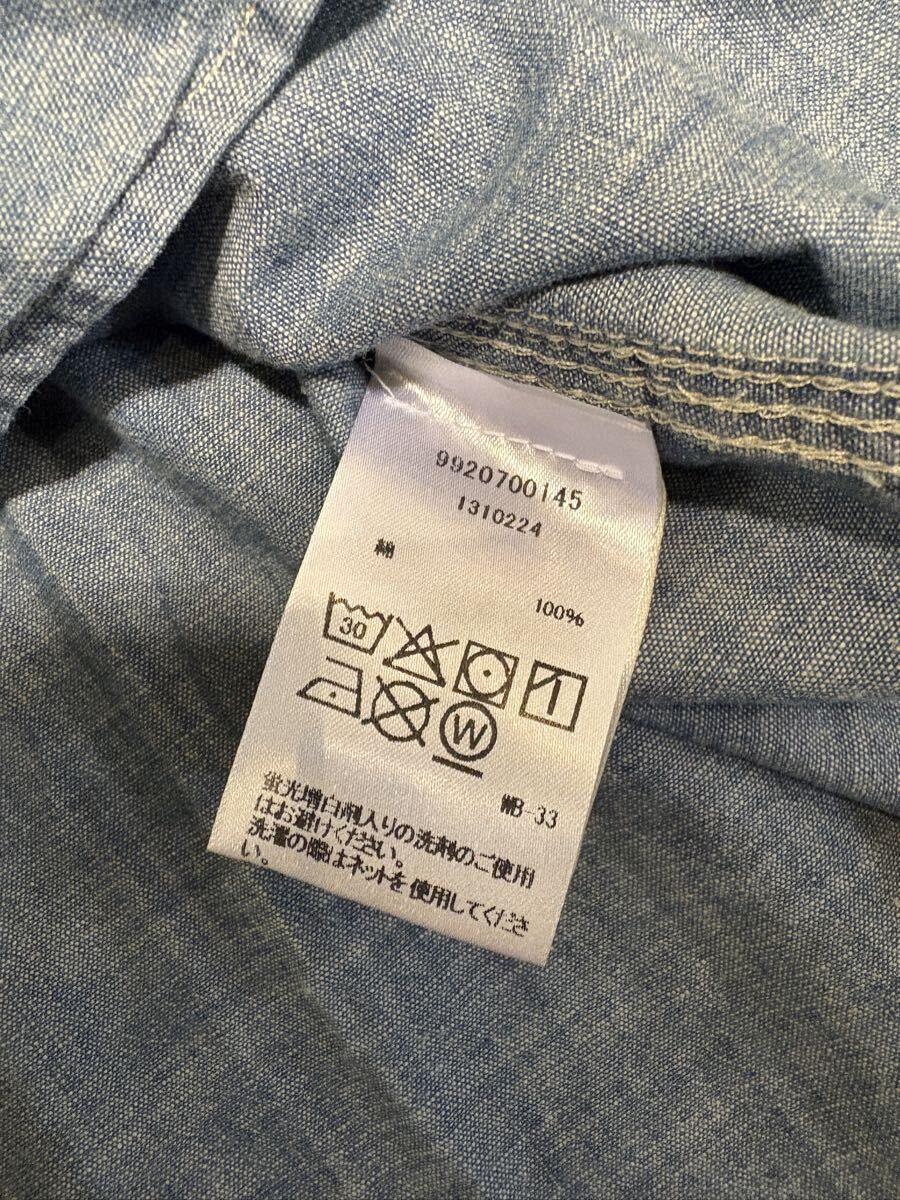 9920700145
1310224
綿
100%
30
W
WB-33
蛍光増白剤入りの洗剤のご使用
はお避けください。
洗濯の際はネットを使用してくださ
い。